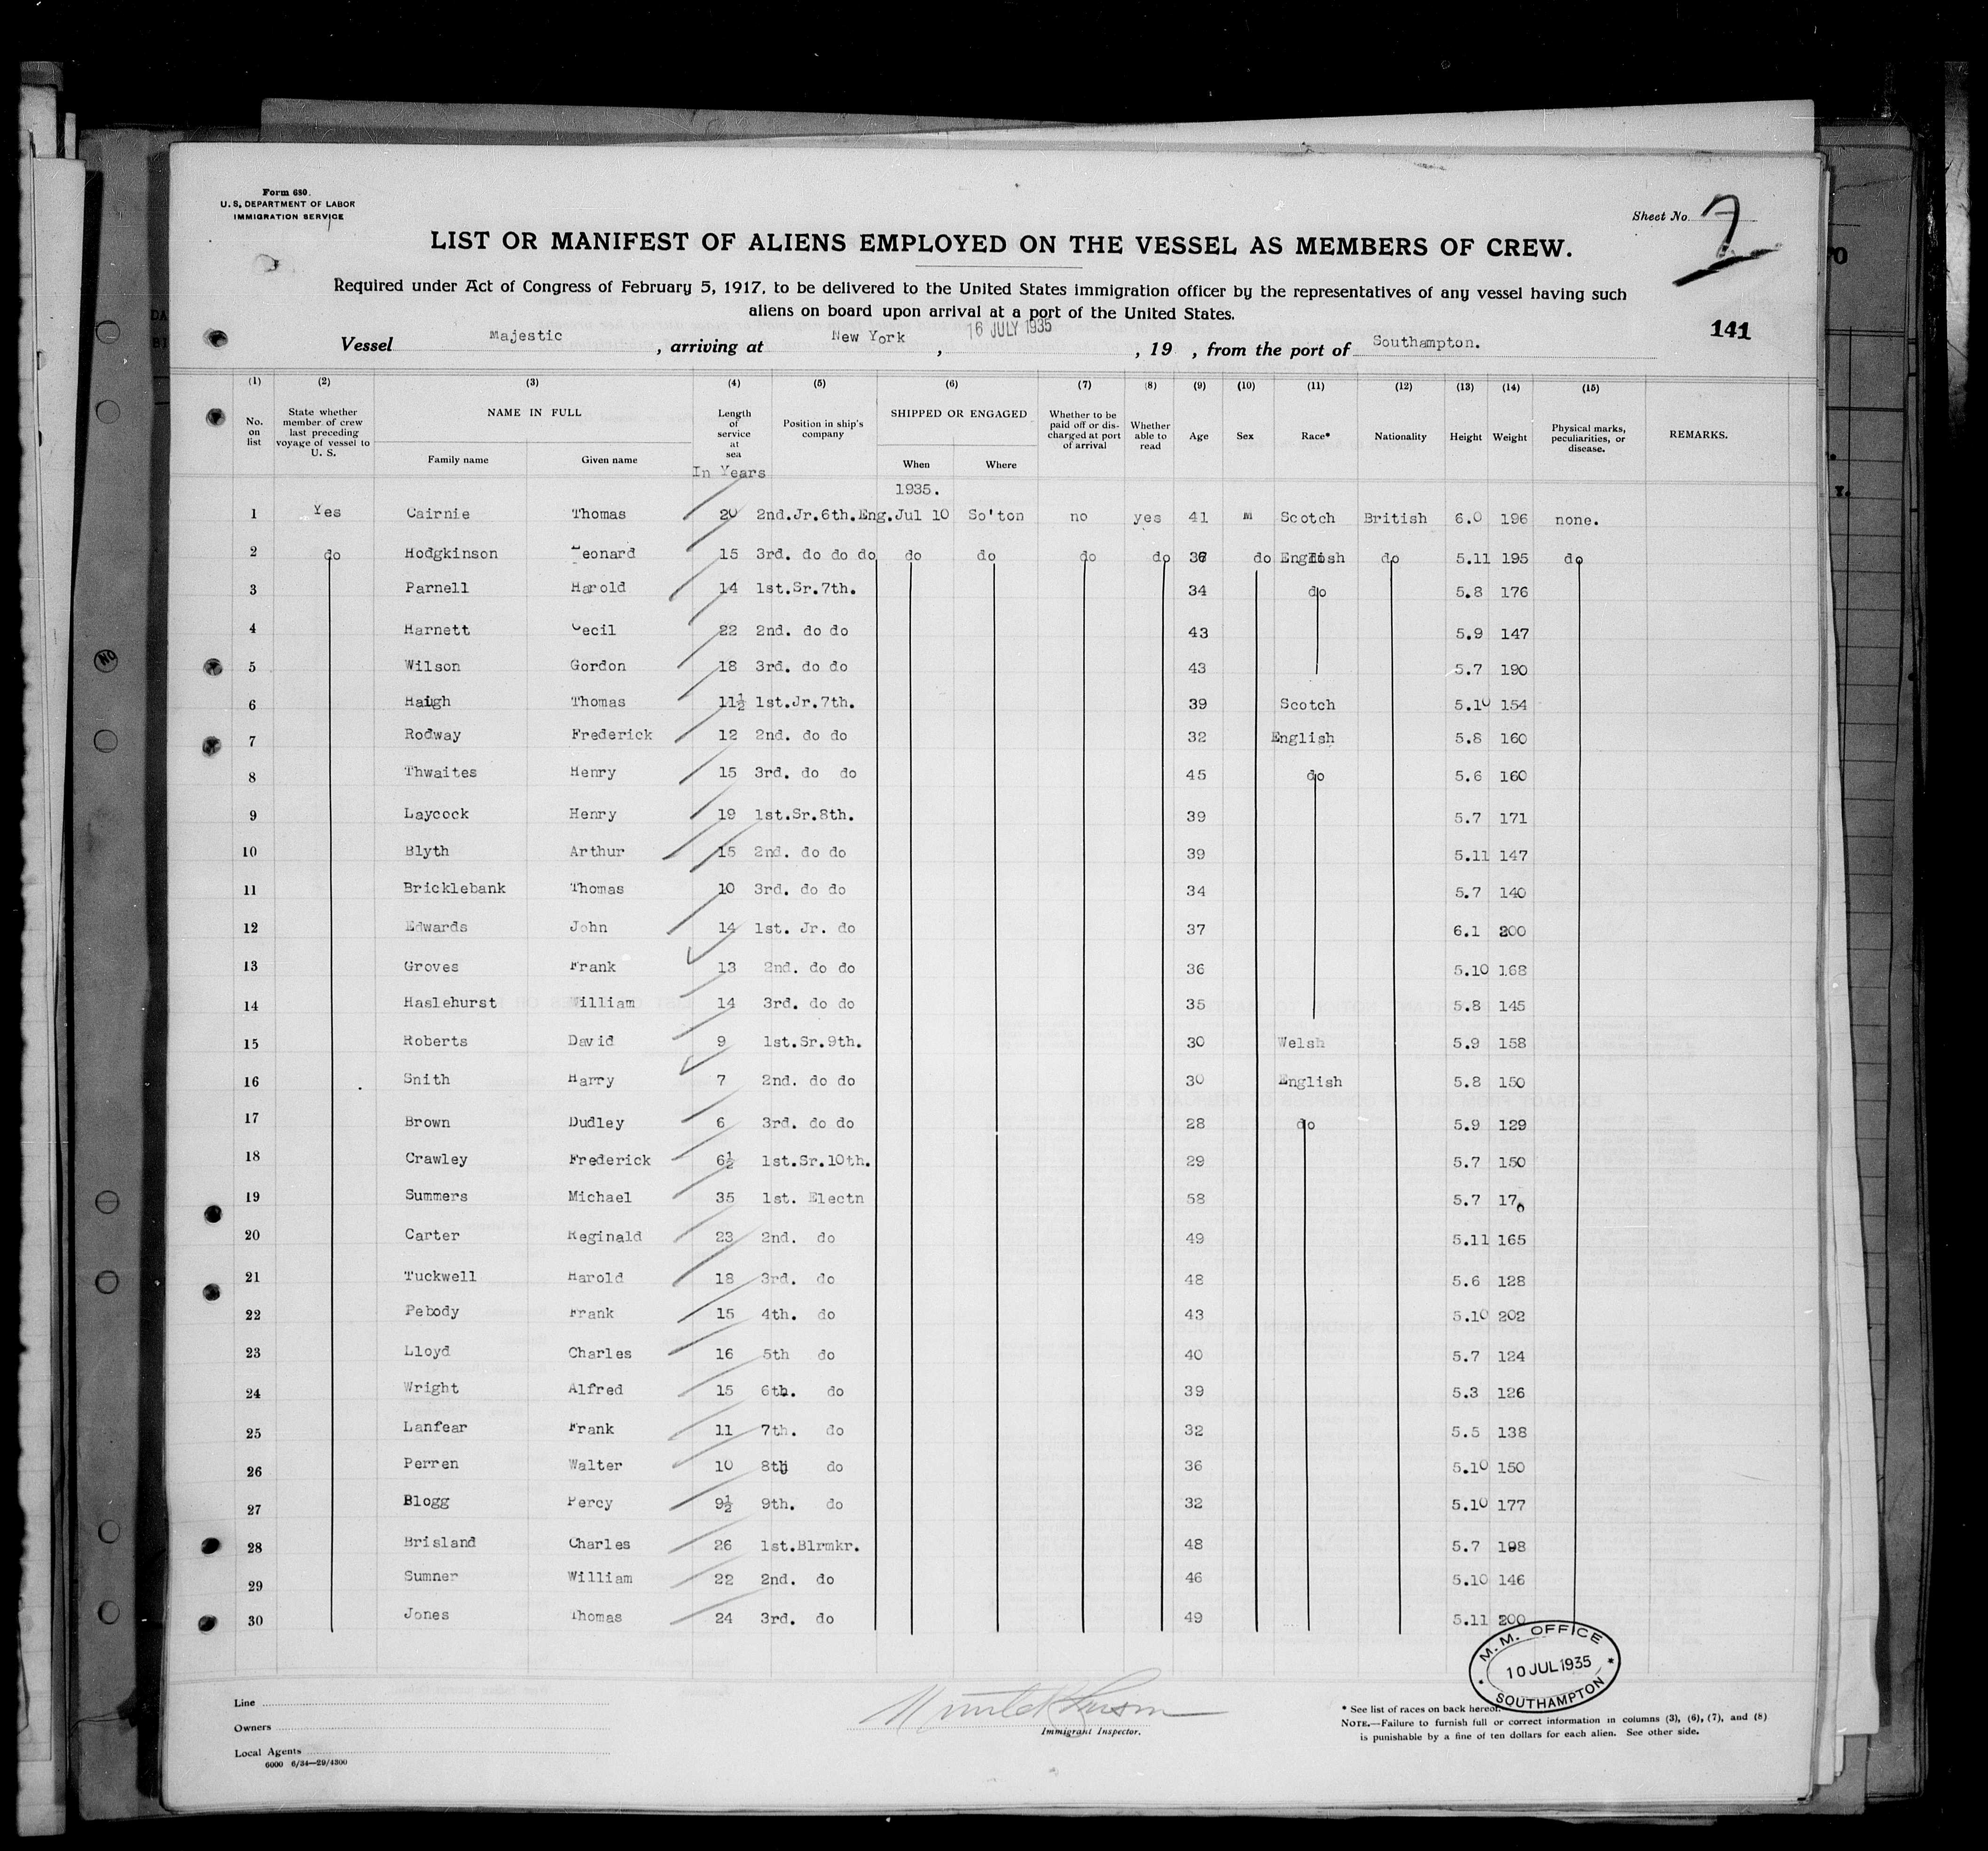 Form 680.
U. S. DEPARTMENT OF LABOR
IMMIGRATION SERVICE
Sheet No. 7
LIST OR MANIFEST OF ALIENS EMPLOYED ON THE VESSEL AS MEMBERS OF CREW.
Required under Act of Congress of February 5, 1917, to be delivered to the United States immigration officer by the representatives of any vessel having such
aliens on board upon arrival at a port of the United States.
141
Vessel Majestic, arriving at New York, 16 JULY 1935, 19 , from the port of Southampton.
(1) (2) (3) (4) (5) (6) (7) (8) (9) (10) (11) (12) (13) (14) (15)
No. on list | State whether member of crew last preceding voyage of vessel to U. S. | NAME IN FULL | Length of service at sea | Position in ship's company | SHIPPED OR ENGAGED | Whether to be paid off or discharged at port of arrival | Whether able to read | Age | Sex | Race* | Nationality | Height | Weight | Physical marks, peculiarities, or disease. | REMARKS.
Family name | Given name | In Years | When | Where
1935.
1 Yes Cairnie Thomas 20 2nd.Jr.6th.Eng. Jul 10 So'ton no yes 41 m Scotch British 6.0 196 none.
2 do Hodgkinson Leonard 15 3rd. do do do do do do do do English do 5.11 195 do
3 Parnell Harold 14 1st.Sr.7th. 34 do 5.8 176
4 Harnett Cecil 22 2nd. do do 43 5.9 147
5 Wilson Gordon 18 3rd. do do 43 5.7 190
6 Haigh Thomas 11½ 1st.Jr.7th. 39 Scotch 5.10 154
7 Rodway Frederick 12 2nd. do do 32 English 5.8 160
8 Thwaites Henry 15 3rd. do do 45 do 5.6 160
9 Laycock Henry 19 1st.Sr.8th. 39 5.7 171
10 Blyth Arthur 15 2nd. do do 39 5.11 147
11 Bricklebank Thomas 10 3rd. do do 34 5.7 140
12 Edwards John 14 1st. Jr. do 37 6.1 200
13 Groves Frank 13 2nd. do do 36 5.10 168
14 Haslehurst William 14 3rd. do do 35 5.8 145
15 Roberts David 9 1st.Sr.9th. 30 Welsh 5.9 158
16 Snith Harry 7 2nd. do do 30 English 5.8 150
17 Brown Dudley 6 3rd. do do 28 do 5.9 129
18 Crawley Frederick 6½ 1st.Sr.10th. 29 5.7 150
19 Summers Michael 35 1st. Electn 58 5.7 176
20 Carter Reginald 23 2nd. do 49 5.11 165
21 Tuckwell Harold 18 3rd. do 48 5.6 128
22 Pebody Frank 15 4th. do 43 5.10 202
23 Lloyd Charles 16 5th do 40 5.7 124
24 Wright Alfred 15 6th. do 39 5.3 126
25 Lanfear Frank 11 7th. do 32 5.5 138
26 Perren Walter 10 8th do 36 5.10 150
27 Blogg Percy 9½ 9th. do 32 5.10 177
28 Brisland Charles 26 1st.Blrmkr. 48 5.7 198
29 Sumner William 22 2nd. do 46 5.10 146
30 Jones Thomas 24 3rd. do 49 5.11 200
M. M. OFFICE
10 JUL 1935
SOUTHAMPTON
Line
Owners
Local Agents
6000 6/34—29/4300
Immigrant Inspector.
* See list of races on back hereof.
NOTE.—Failure to furnish full or correct information in columns (3), (6), (7), and (8)
is punishable by a fine of ten dollars for each alien. See other side.